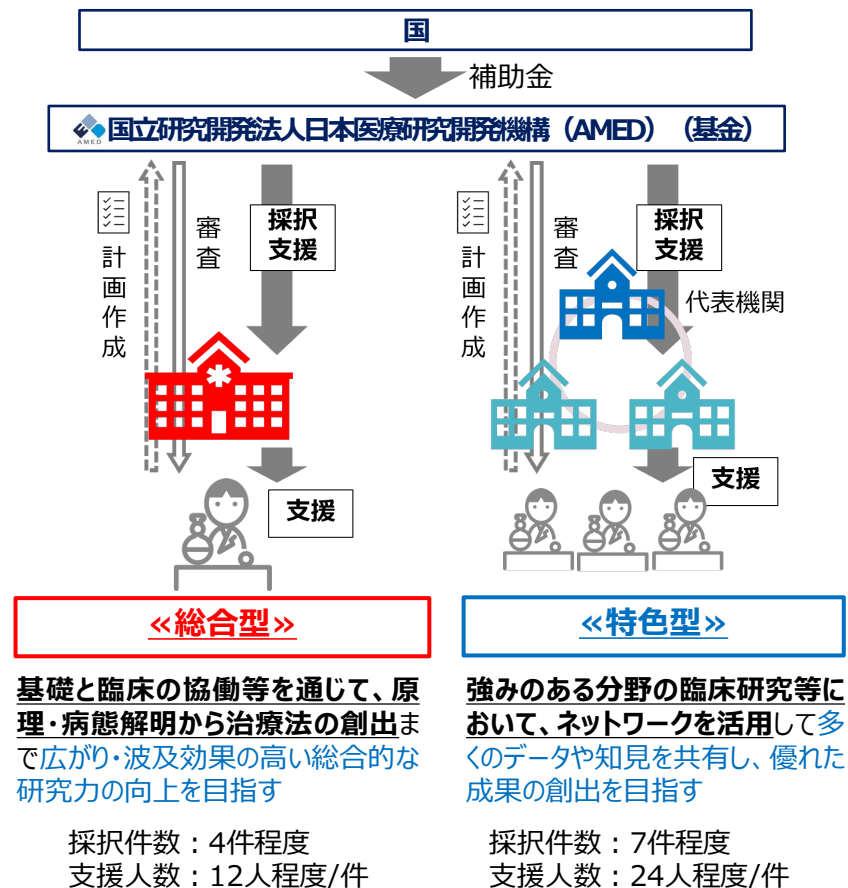 国
補助金
AMED
国立研究開発法人日本医療研究開発機構（AMED）（基金）
計画作成
審査
採択
支援
支援
計画作成
審査
採択
支援
代表機関
支援
≪総合型≫
基礎と臨床の協働等を通じて、原
理・病態解明から治療法の創出ま
で広がり・波及効果の高い総合的な
研究力の向上を目指す
採択件数：4件程度
支援人数：12人程度/件
≪特色型≫
強みのある分野の臨床研究等に
おいて、ネットワークを活用して多
くのデータや知見を共有し、優れた
成果の創出を目指す
採択件数：7件程度
支援人数：24人程度/件